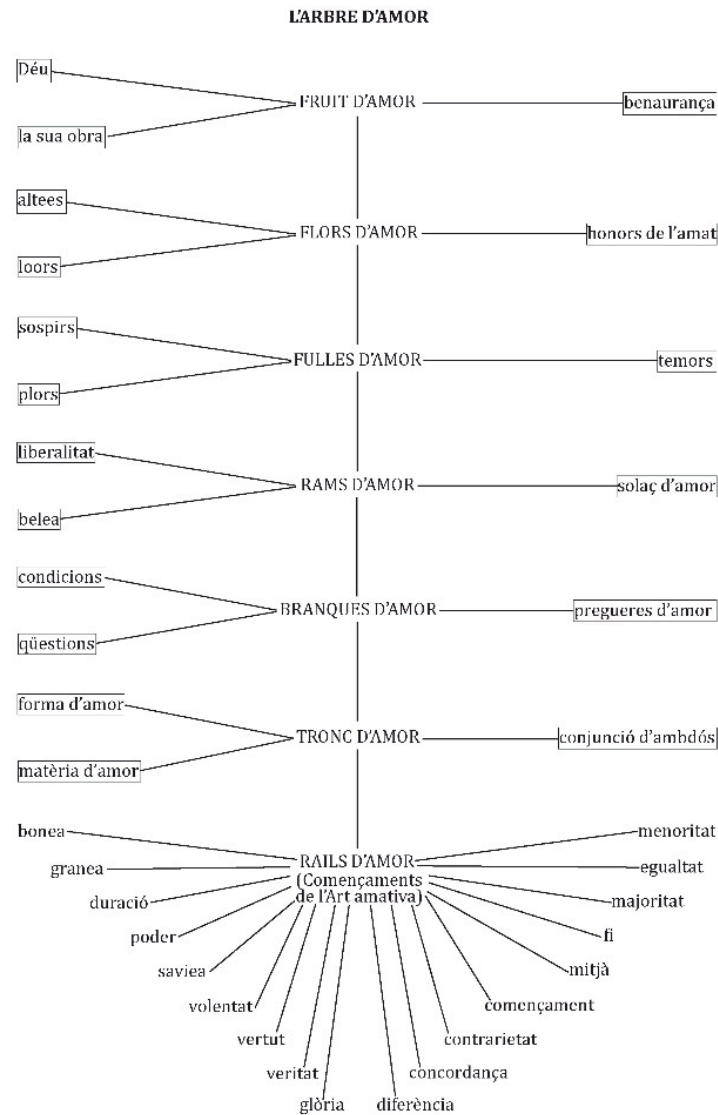 L'ARBRE D'AMOR
Déu
FRUIT D'AMOR
benaurança
la sua obra
altees
FLORS D'AMOR
honors de l'amat
loors
sospirs
FULLES D'AMOR
temors
plors
liberalitat
RAMS D'AMOR
solaç d'amor
belea
condicions
BRANQUES D'AMOR
pregueres d'amor
qüestions
forma d'amor
TRONC D'AMOR
conjunció d'ambdós
matèria d'amor
bonea
menoritat
RAILS D'AMOR
granea
egualtat
(Començaments
de l'Art amativa)
duració
majoritat
poder
fi
saviea
mitjà
volentat
començament
vertut
contrarietat
veritat
concordança
glòria
diferència